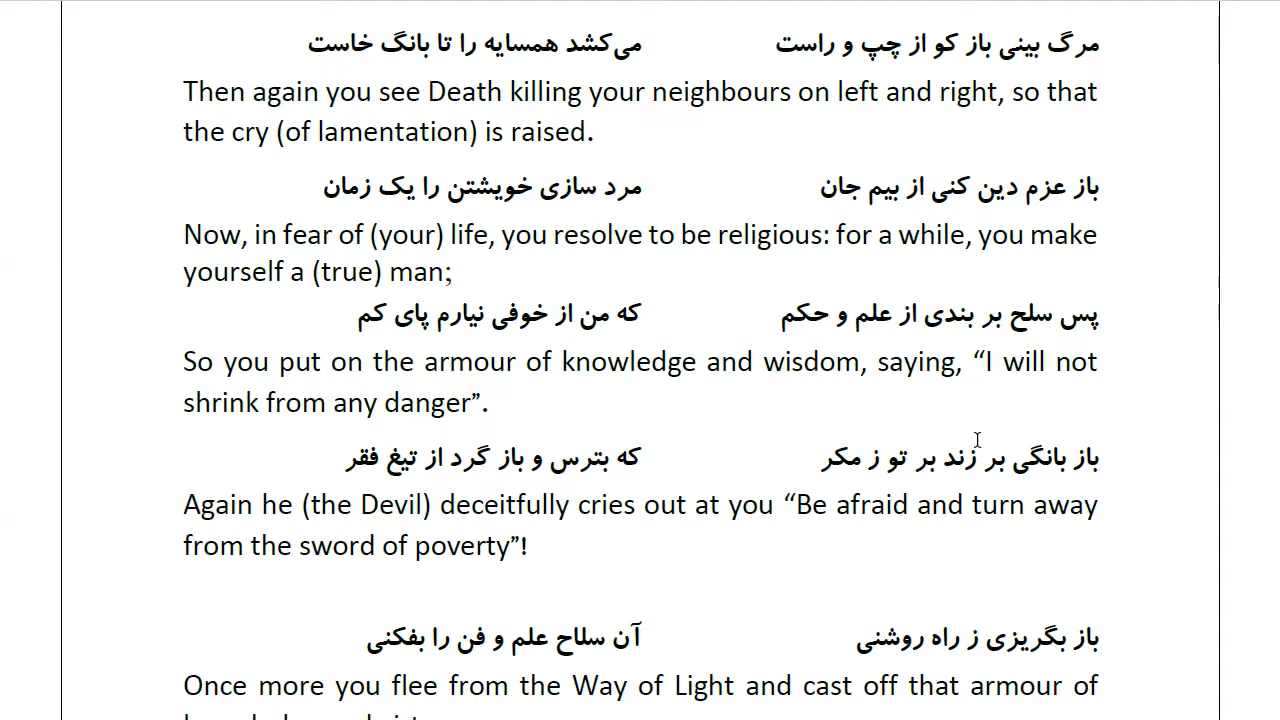 مرگ بینی باز کو از چپ و راست می‌کشد همسایه را تا بانگ خاست
Then again you see Death killing your neighbours on left and right, so that
the cry (of lamentation) is raised.
باز عزم دین کنی از بیم جان مرد سازی خویشتن را یک زمان
Now, in fear of (your) life, you resolve to be religious: for a while, you make
yourself a (true) man;
پس سلح بر بندی از علم و حکم که من از خوفی نیارم پای کم
So you put on the armour of knowledge and wisdom, saying, “I will not
shrink from any danger”.
باز بانگی بر زند بر تو ز مکر که بترس و باز گرد از تیغ فقر
Again he (the Devil) deceitfully cries out at you “Be afraid and turn away
from the sword of poverty”!
باز بگریزی ز راه روشنی آن سلاح علم و فن را بفکنی
Once more you flee from the Way of Light and cast off that armour of